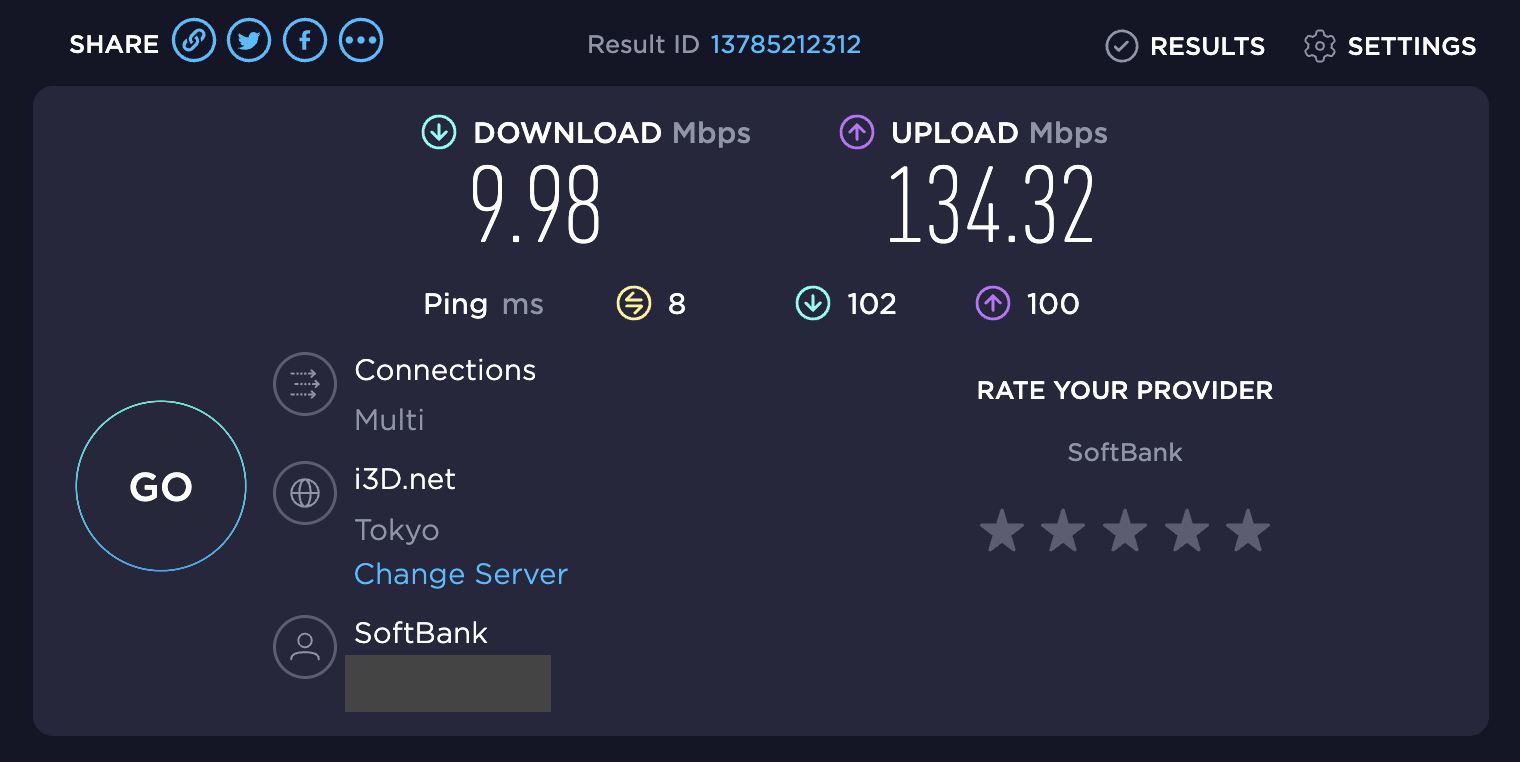 SHARE
Result ID 13785212312
RESULTS
SETTINGS
DOWNLOAD Mbps
9.98
UPLOAD Mbps
134.32
Ping ms 8 102 100
GO
Connections
Multi
i3D.net
Tokyo
Change Server
SoftBank
RATE YOUR PROVIDER
SoftBank